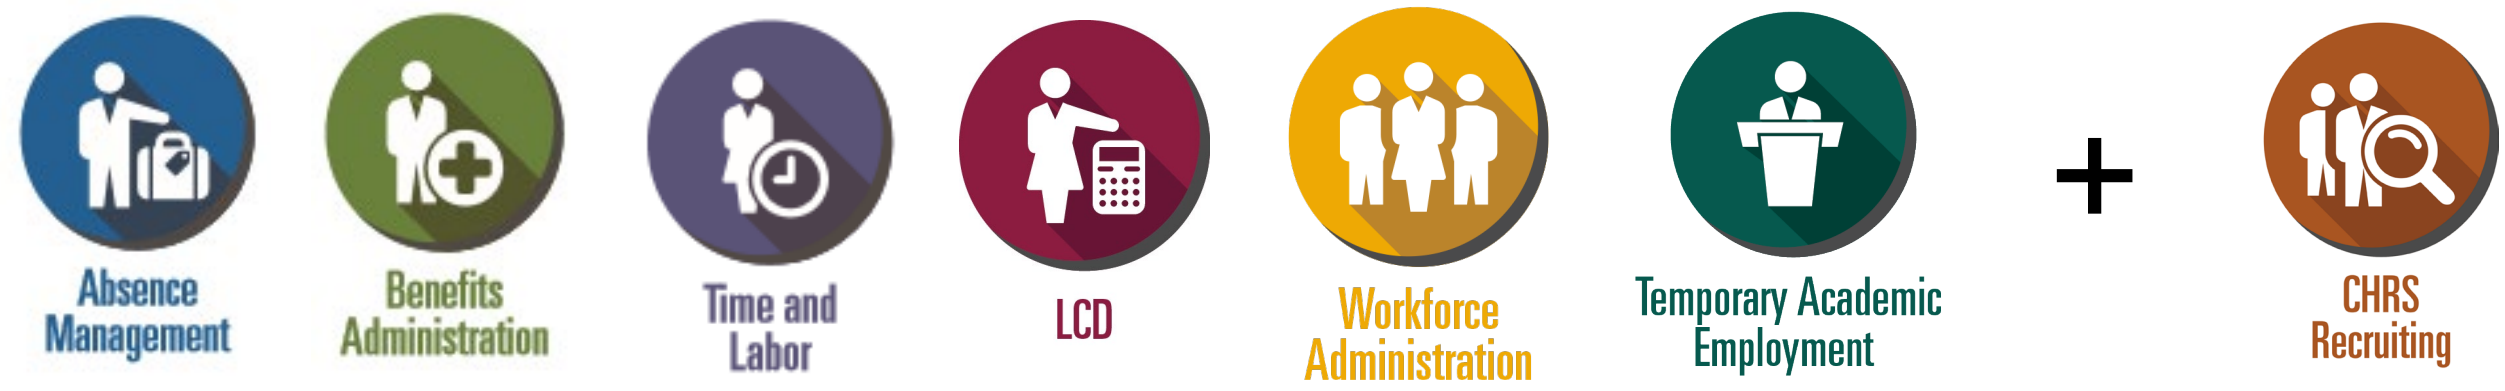 Absence
Management
Benefits
Administration
Time and
Labor
LCD
Workforce
Administration
Temporary Academic
Employment
+
CHRS
Recruiting